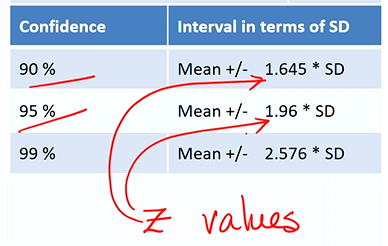 Confidence Interval in terms of SD
90 % Mean +/- 1.645 * SD
95 % Mean +/- 1.96 * SD
99 % Mean +/- 2.576 * SD
Z values